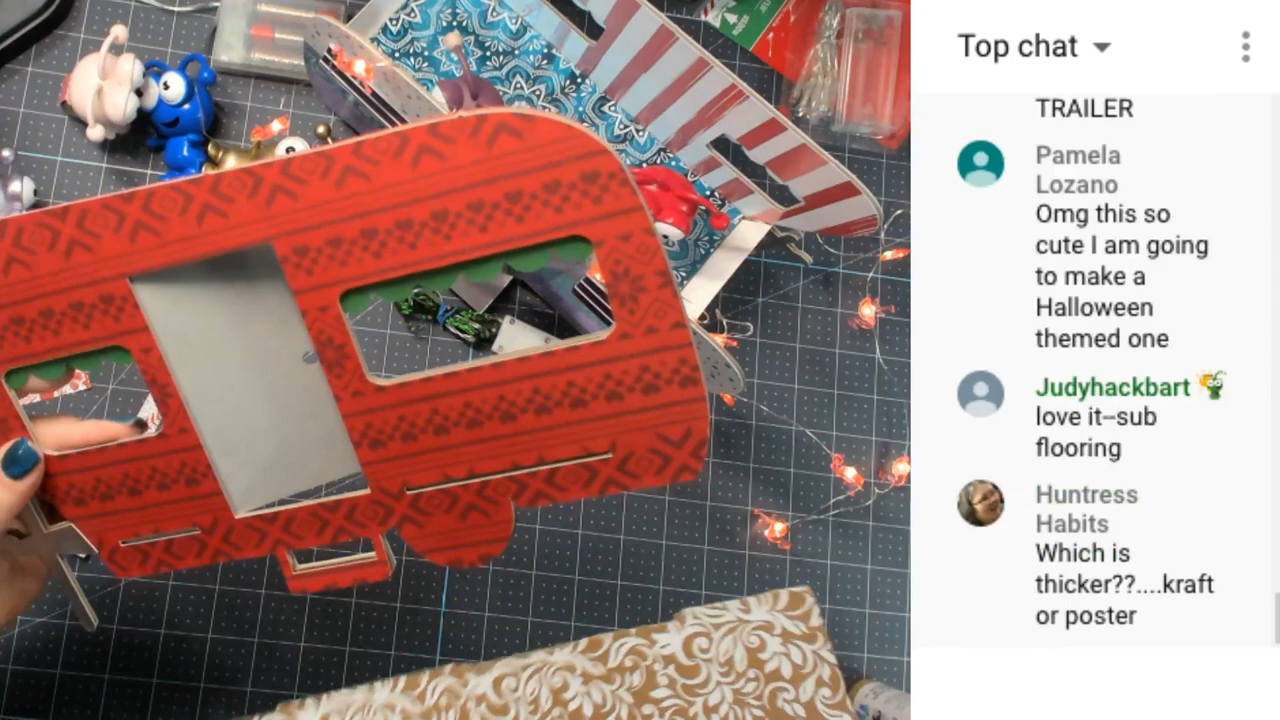 Top chat
TRAILER
Pamela
Lozano
Omg this so
cute I am going
to make a
Halloween
themed one
Judyhackbart
love it--sub
flooring
Huntress
Habits
Which is
thicker??....kraft
or poster